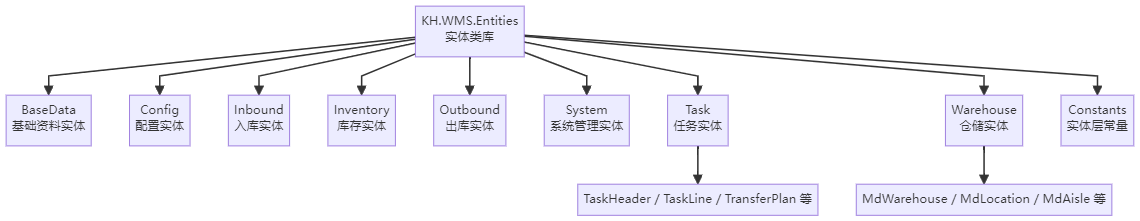 KH.WMS.Entities
实体类库
BaseData
基础资料实体
Config
配置实体
Inbound
入库实体
Inventory
库存实体
Outbound
出库实体
System
系统管理实体
Task
任务实体
Warehouse
仓储实体
Constants
实体层常量
TaskHeader / TaskLine / TransferPlan 等
MdWarehouse / MdLocation / MdAisle 等